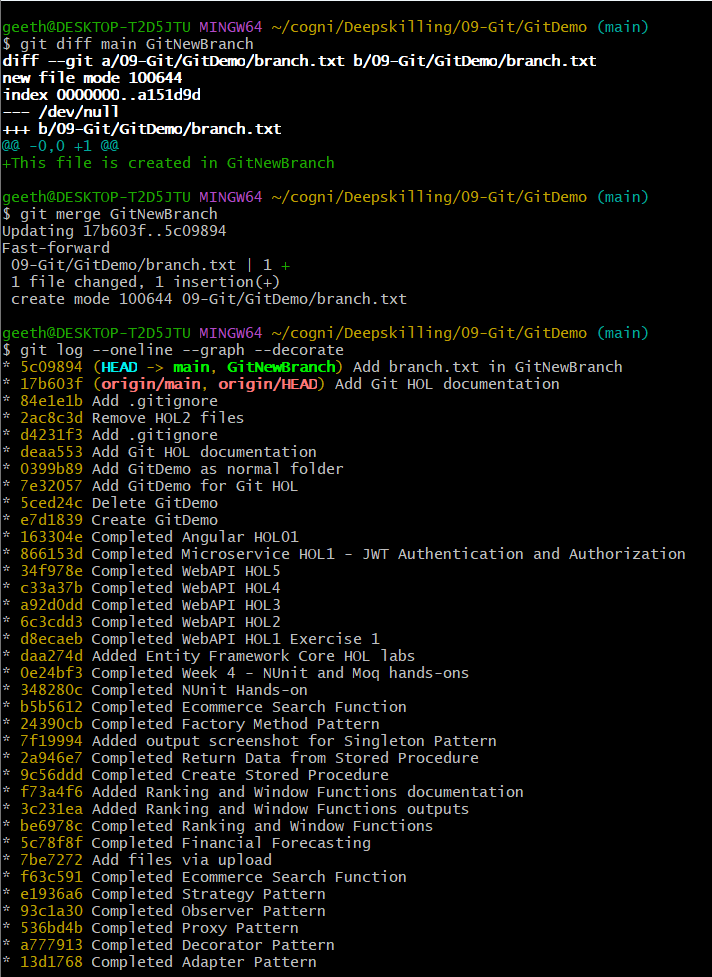 geeth@DESKTOP-T2D5JTU MINGW64 ~/cogni/Deepskilling/09-Git/GitDemo (main)
$ git diff main GitNewBranch
diff --git a/09-Git/GitDemo/branch.txt b/09-Git/GitDemo/branch.txt
new file mode 100644
index 0000000..a151d9d
--- /dev/null
+++ b/09-Git/GitDemo/branch.txt
@@ -0,0 +1 @@
+This file is created in GitNewBranch
geeth@DESKTOP-T2D5JTU MINGW64 ~/cogni/Deepskilling/09-Git/GitDemo (main)
$ git merge GitNewBranch
Updating 17b603f..5c09894
Fast-forward
 09-Git/GitDemo/branch.txt | 1 +
 1 file changed, 1 insertion(+)
 create mode 100644 09-Git/GitDemo/branch.txt
geeth@DESKTOP-T2D5JTU MINGW64 ~/cogni/Deepskilling/09-Git/GitDemo (main)
$ git log --oneline --graph --decorate
* 5c09894 (HEAD -> main, GitNewBranch) Add branch.txt in GitNewBranch
* 17b603f (origin/main, origin/HEAD) Add Git HOL documentation
* 84e1e1b Add .gitignore
* 2ac8c3d Remove HOL2 files
* d4231f3 Add .gitignore
* deaa553 Add Git HOL documentation
* 0399b89 Add GitDemo as normal folder
* 7e32057 Add GitDemo for Git HOL
* 5ced24c Delete GitDemo
* e7d1839 Create GitDemo
* 163304e Completed Angular HOL01
* 866153d Completed Microservice HOL1 - JWT Authentication and Authorization
* 34f978e Completed WebAPI HOL5
* c33a37b Completed WebAPI HOL4
* a92d0dd Completed WebAPI HOL3
* 6c3cdd3 Completed WebAPI HOL2
* d8ecaeb Completed WebAPI HOL1 Exercise 1
* daa274d Added Entity Framework Core HOL labs
* 0e24bf3 Completed Week 4 - NUnit and Moq hands-ons
* 348280c Completed NUnit Hands-on
* b5b5612 Completed Ecommerce Search Function
* 24390cb Completed Factory Method Pattern
* 7f19994 Added output screenshot for Singleton Pattern
* 2a946e7 Completed Return Data from Stored Procedure
* 9c56ddd Completed Create Stored Procedure
* f73a4f6 Added Ranking and Window Functions documentation
* 3c231ea Added Ranking and Window Functions outputs
* be6978c Completed Ranking and Window Functions
* 5c78f8f Completed Financial Forecasting
* 7be7272 Add files via upload
* f63c591 Completed Ecommerce Search Function
* e1936a6 Completed Strategy Pattern
* 93c1a30 Completed Observer Pattern
* 536bd4b Completed Proxy Pattern
* a777913 Completed Decorator Pattern
* 13d1768 Completed Adapter Pattern